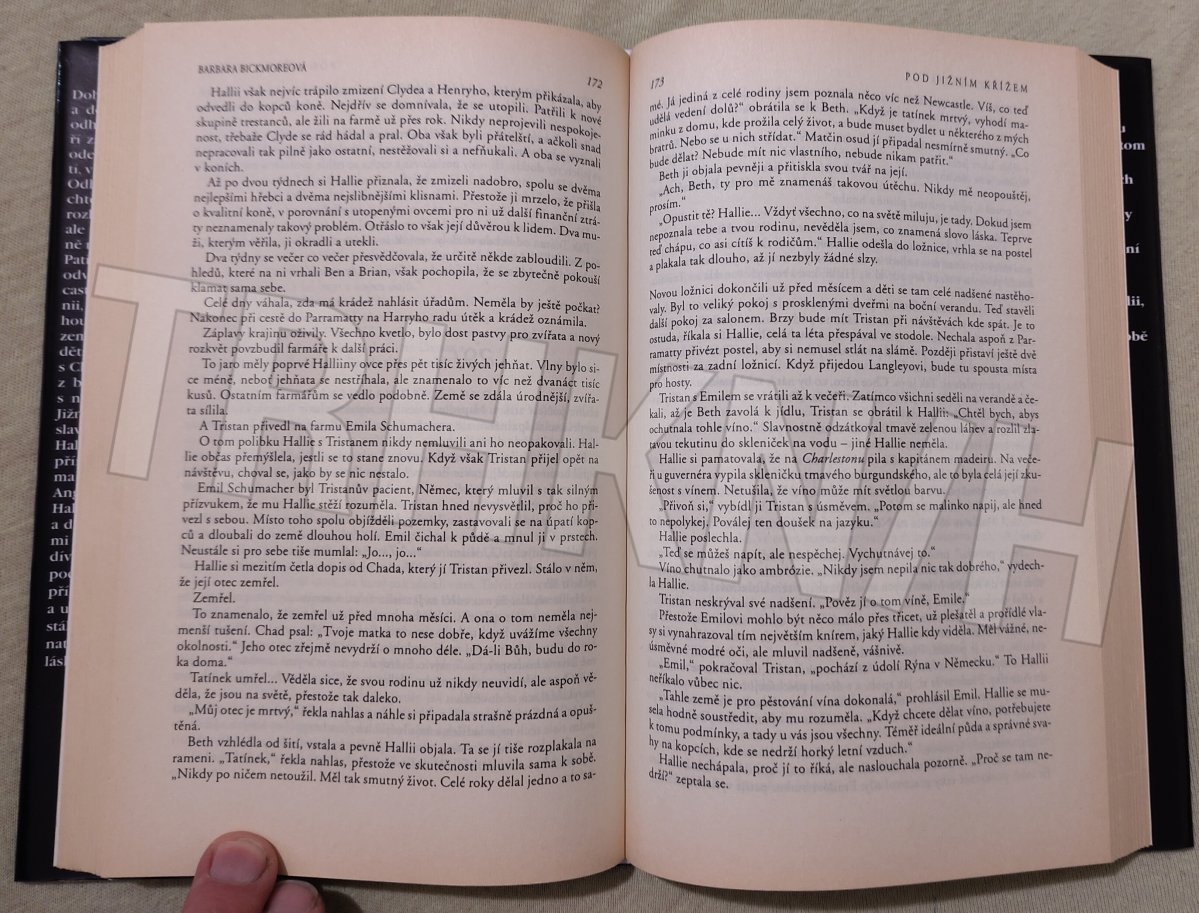 BARBARA BICKMOREOVÁ
172
Hallii však nejvíc trápilo zmizení Clydea a Henryho, kterým přikázala, aby
odvedli do kopců koně. Nejdřív se domnívala, že se utopili. Patřili k nové
skupině trestanců, ale žili na farmě už přes rok. Nikdy neprojevili nespokoje-
nost, třebaže Clyde se rád hádal a pral. Oba však byli přátelští, a ačkoli snad
nepracovali tak pilně jako ostatní, nestěžovali si a nefňukali. A oba se vyznali
v koních.
Až po dvou týdnech si Hallie přiznala, že zmizeli nadobro, spolu se dvěma
nejlepšími hřebci a dvěma nejslibnějšími klisnami. Přestože ji mrzelo, že přišla
o kvalitní koně, v porovnání s utopenými ovcemi pro ni už další finanční ztrá-
ty neznamenaly takový problém. Otřáslo to však její důvěrou k lidem. Dva mu-
ži, kterým věřila, ji okradli a utekli.
Dva týdny se večer co večer přesvědčovala, že určitě někde zabloudili. Z po-
hledů, které na ni vrhali Ben a Brian, však pochopila, že se zbytečně pokouší
klamat sama sebe.
Celé dny váhala, zda má krádež nahlásit úřadům. Neměla by ještě počkat?
Nakonec při cestě do Parramatty na Harryho radu útěk a krádež oznámila.
Záplavy krajinu oživily. Všechno kvetlo, bylo dost pastvy pro zvířata a nový
rozkvět povzbudil farmáře k další práci.
To jaro měly poprvé Halliiny ovce přes pět tisíc živých jehňat. Vlny bylo si-
ce méně, neboť jehňata se nestříhala, ale znamenalo to víc než dvanáct tisíc
kusů. Ostatním farmářům se vedlo podobně. Země se zdála úrodnější, zvířa-
ta sílila.
A Tristan přivedl na farmu Emila Schumachera.
O tom polibku Hallie s Tristanem nikdy nemluvili ani ho neopakovali. Hal-
lie občas přemýšlela, jestli se to stane znovu. Když však Tristan přijel opět na
návštěvu, choval se, jako by se nic nestalo.
Emil Schumacher byl Tristanův pacient, Němec, který mluvil s tak silným
přízvukem, že mu Hallie stěží rozuměla. Tristan hned nevysvětlil, proč ho při-
vezl s sebou. Místo toho spolu objížděli pozemky, zastavovali se na úpatí kop-
ců a dloubali do země dlouhou holí. Emil čichal k půdě a mnul ji v prstech.
Neustále si pro sebe tiše mumlal: „Jo..., jo...“
Hallie si mezitím četla dopis od Chada, který jí Tristan přivezl. Stálo v něm,
že její otec zemřel.
Zemřel.
To znamenalo, že zemřel už před mnoha měsíci. A ona o tom neměla nej-
menší tušení. Chad psal: „Tvoje matka to nese dobře, když uvážíme všechny
okolnosti.“ Jeho otec zřejmě nevydrží o mnoho déle. „Dá-li Bůh, budu do ro-
ka doma.“
Tatínek umřel... Věděla sice, že svou rodinu už nikdy neuvidí, ale aspoň vě-
děla, že jsou na světě, přestože tak daleko.
„Můj otec je mrtvý,“ řekla nahlas a náhle si připadala strašně prázdná a opuš-
těná.
Beth vzhlédla od šití, vstala a pevně Hallii objala. Ta se jí tiše rozplakala na
rameni. „Tatínek,“ řekla nahlas, přestože ve skutečnosti mluvila sama k sobě.
„Nikdy po ničem netoužil. Měl tak smutný život. Celé roky dělal jedno a to sa-
173
POD JIŽNÍM KŘÍŽEM
mé. Já jediná z celé rodiny jsem poznala něco víc než Newcastle. Víš, co teď
udělá vedení dolů?“ obrátila se k Beth. „Když je tatínek mrtvý, vyhodí ma-
minku z domu, kde prožila celý život, a bude muset bydlet u některého z mých
bratrů. Nebo se u nich střídat.“ Matčin osud jí připadal nesmírně smutný. „Co
bude dělat? Nebude mít nic vlastního, nebude nikam patřit.“
Beth ji objala pevněji a přitiskla svou tvář na její.
„Ach, Beth, ty pro mě znamenáš takovou útěchu. Nikdy mě neopouštěj,
prosím.“
„Opustit tě? Hallie... Vždyť všechno, co na světě miluju, je tady. Dokud jsem
nepoznala tebe a tvou rodinu, nevěděla jsem, co znamená slovo láska. Teprve
teď chápu, co asi cítíš k rodičům.“ Hallie odešla do ložnice, vrhla se na postel
a plakala tak dlouho, až jí nezbyly žádné slzy.
Novou ložnici dokončili už před měsícem a děti se tam celé nadšené nastěho-
valy. Byl to veliký pokoj s prosklenými dveřmi na boční verandu. Teď stavěli
další pokoj za salonem. Brzy bude mít Tristan při návštěvách kde spát. Je to
ostuda, říkala si Hallie, celá ta léta přespával ve stodole. Nechala aspoň z Par-
ramatty přivézt postel, aby si nemusel stlát na slámě. Později přistaví ještě dvě
místnosti za zadní ložnicí. Když přijedou Langleyovi, bude tu spousta místa
pro hosty.
Tristan s Emilem se vrátili až k večeři. Zatímco všichni seděli na verandě a če-
kali, až je Beth zavolá k jídlu, Tristan se obrátil k Hallii: „Chtěl bych, abys
ochutnala tohle víno.“ Slavnostně odzátkoval tmavě zelenou láhev a rozlil zla-
tavou tekutinu do skleniček na vodu – jiné Hallie neměla.
Hallie si pamatovala, že na Charlestonu pila s kapitánem madeiru. Na veče-
ři u guvernéra vypila skleničku tmavého burgundského, ale to byla celá její zku-
šenost s vínem. Netušila, že víno může mít světlou barvu.
„Přivoň si,“ vybídl ji Tristan s úsměvem. „Potom se malinko napij, ale hned
to nepolykej. Poválej ten doušek na jazyku.“
Hallie poslechla.
„Teď se můžeš napít, ale nespěchej. Vychutnávej to.“
Víno chutnalo jako ambrózie. „Nikdy jsem nepila nic tak dobrého,“ vydech-
la Hallie.
Tristan neskrýval své nadšení. „Pověz jí o tom víně, Emile.“
Přestože Emilovi mohlo být něco málo přes třicet, už plešatěl a prořídlé vla-
sy si vynahrazoval tím největším knírem, jaký Hallie kdy viděla. Měl vážné, ne-
úsměvné modré oči, ale mluvil nadšeně, vášnivě.
„Emil,“ pokračoval Tristan, „pochází z údolí Rýna v Německu.“ To Hallii
neříkalo vůbec nic.
„Tahle země je pro pěstování vína dokonalá,“ prohlásil Emil. Hallie se mu-
sela hodně soustředit, aby mu rozuměla. „Když chcete dělat víno, potřebujete
k tomu podmínky, a tady u vás jsou všechny. Téměř ideální půda a správné sva-
hy na kopcích, kde se nedrží horký letní vzduch.“
Hallie nechápala, proč jí to říká, ale naslouchala pozorně. „Proč se tam ne-
drží?“ zeptala se.
TRHKNIH